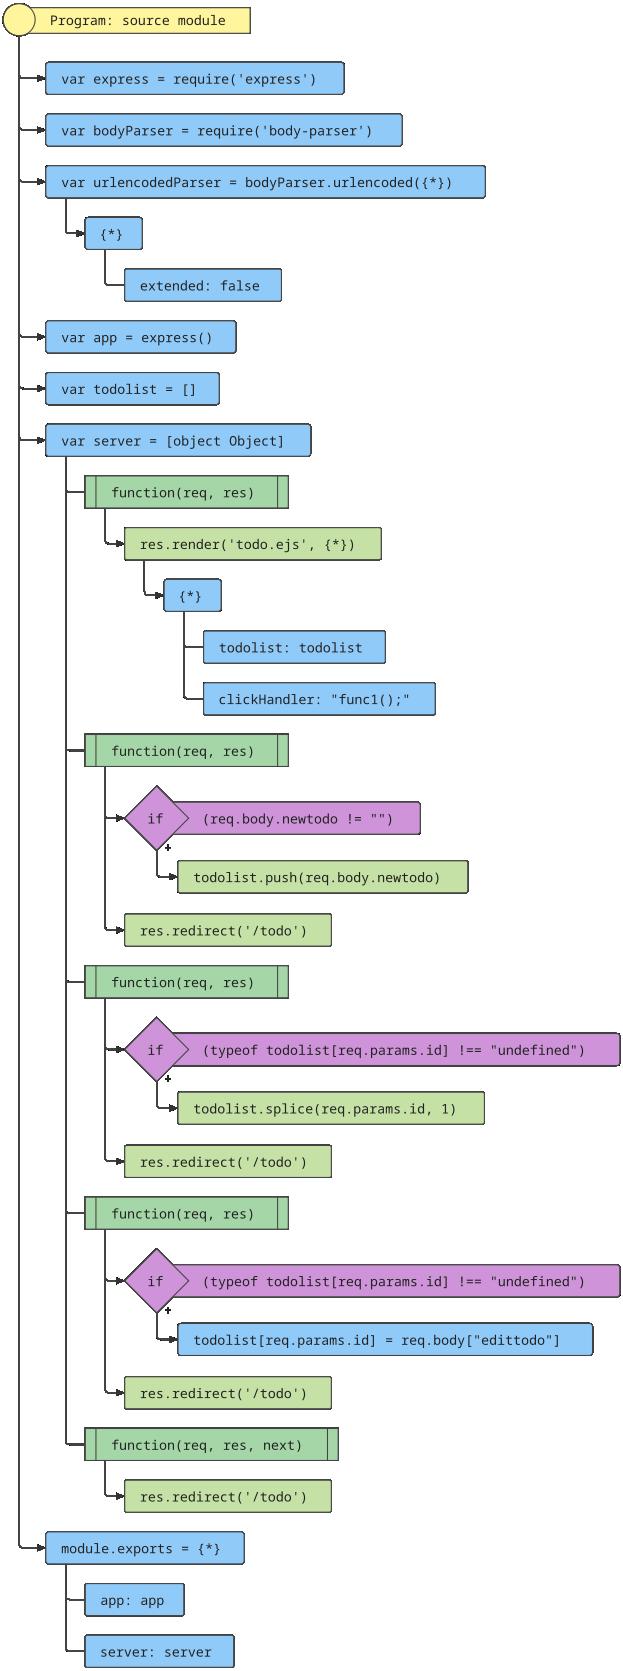 Program: source module
var express = require('express')
var bodyParser = require('body-parser')
var urlencodedParser = bodyParser.urlencoded({*})
{*}
extended: false
var app = express()
var todolist = []
var server = [object Object]
function(req, res)
res.render('todo.ejs', {*})
{*}
todolist: todolist
clickHandler: "func1();"
function(req, res)
if (req.body.newtodo != "")
+
todolist.push(req.body.newtodo)
res.redirect('/todo')
function(req, res)
if (typeof todolist[req.params.id] !== "undefined")
+
todolist.splice(req.params.id, 1)
res.redirect('/todo')
function(req, res)
if (typeof todolist[req.params.id] !== "undefined")
+
todolist[req.params.id] = req.body["edittodo"]
res.redirect('/todo')
function(req, res, next)
res.redirect('/todo')
module.exports = {*}
app: app
server: server